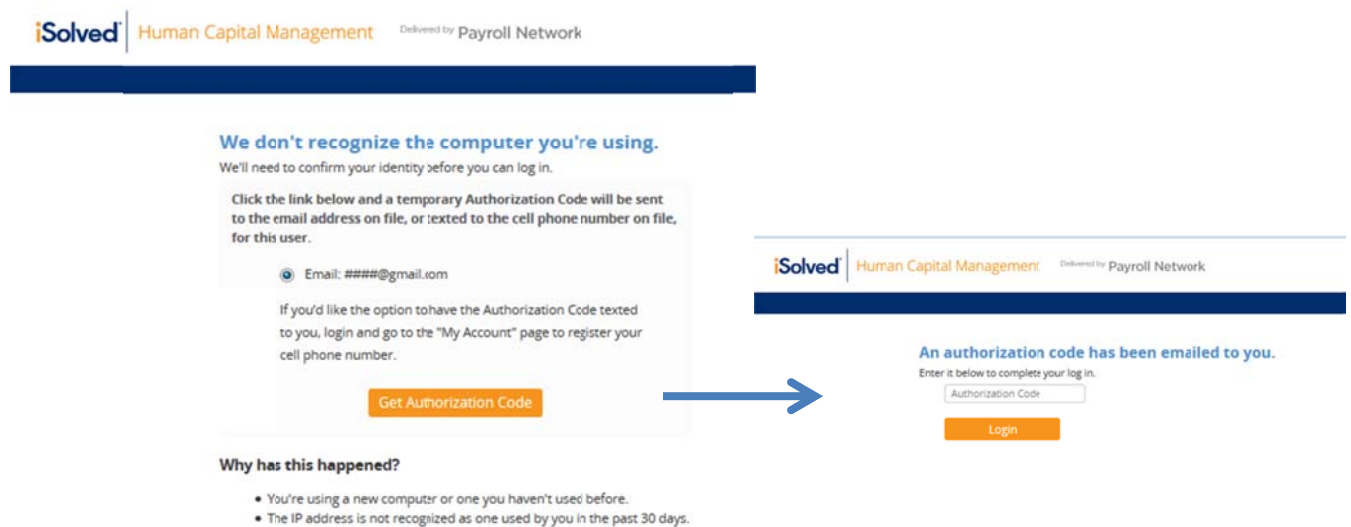 iSolved Human Capital Management Delivered by Payroll Network
We don't recognize the computer you're using.
We'll need to confirm your identity before you can log in.
Click the link below and a temporary Authorization Code will be sent
to the email address on file, or texted to the cell phone number on file,
for this user.
Email: ####@gmail.com
If you'd like the option to have the Authorization Code texted
to you, login and go to the "My Account" page to register your
cell phone number.
Get Authorization Code
Why has this happened?
• You're using a new computer or one you haven't used before.
• The IP address is not recognized as one used by you in the past 30 days.
iSolved Human Capital Management Delivered by Payroll Network
An authorization code has been emailed to you.
Enter it below to complete your log in.
Authorization Code
Login